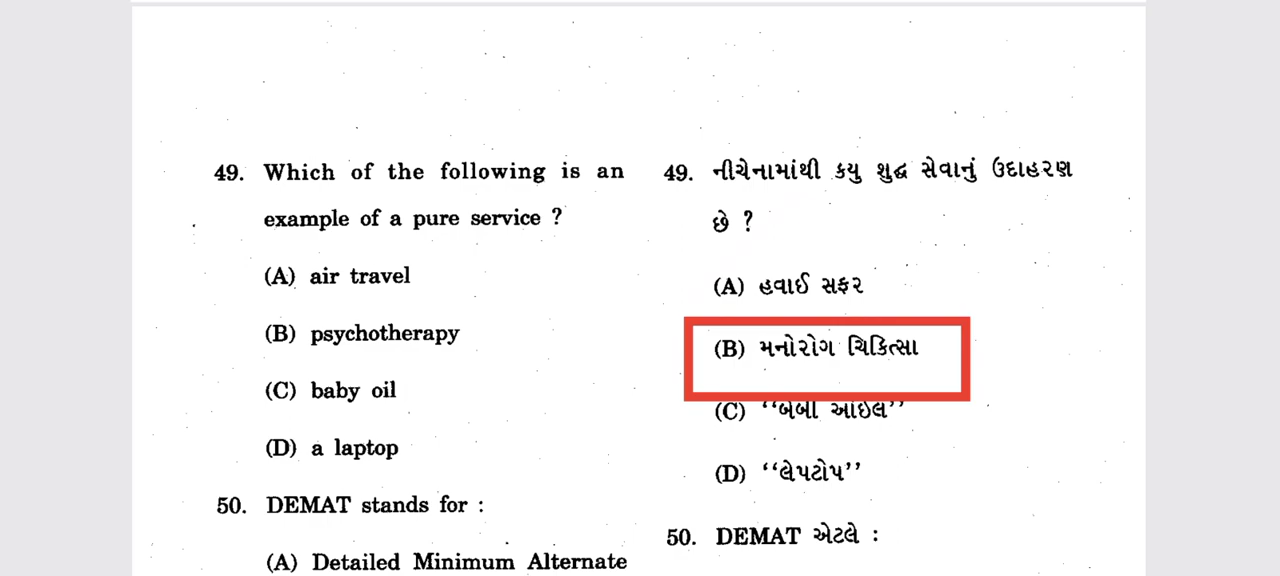 49. Which of the following is an
example of a pure service ?
(A) air travel
(B) psychotherapy
(C) baby oil
(D) a laptop
50. DEMAT stands for :
(A) Detailed Minimum Alternate
49. નીચેનામાંથી કયુ શુદ્ધ સેવાનું ઉદાહરણ
છે ?
(A) હવાઈ સફર
(B) મનોરોગ ચિકિત્સા
(C) ‘‘બેબી ઓઈલ’’
(D) ‘‘લેપટોપ’’
50. DEMAT એટલે :